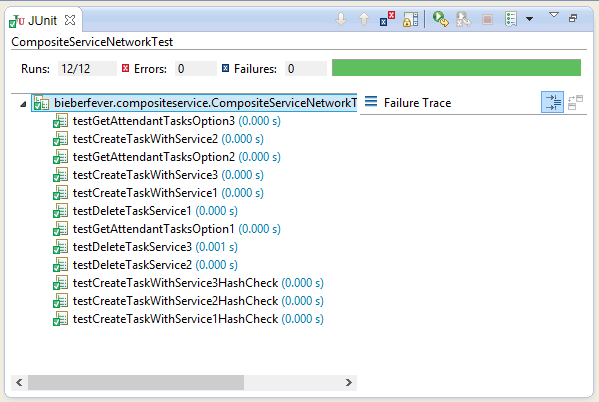 JUnit
CompositeServiceNetworkTest
Runs: 12/12 Errors: 0 Failures: 0
bieberfever.compositeservice.CompositeServiceNetworkT
Failure Trace
testGetAttendantTasksOption3 (0.000 s)
testCreateTaskWithService2 (0.000 s)
testGetAttendantTasksOption2 (0.000 s)
testCreateTaskWithService3 (0.000 s)
testCreateTaskWithService1 (0.000 s)
testDeleteTaskService1 (0.000 s)
testGetAttendantTasksOption1 (0.000 s)
testDeleteTaskService3 (0.001 s)
testDeleteTaskService2 (0.000 s)
testCreateTaskWithService3HashCheck (0.000 s)
testCreateTaskWithService2HashCheck (0.000 s)
testCreateTaskWithService1HashCheck (0.000 s)